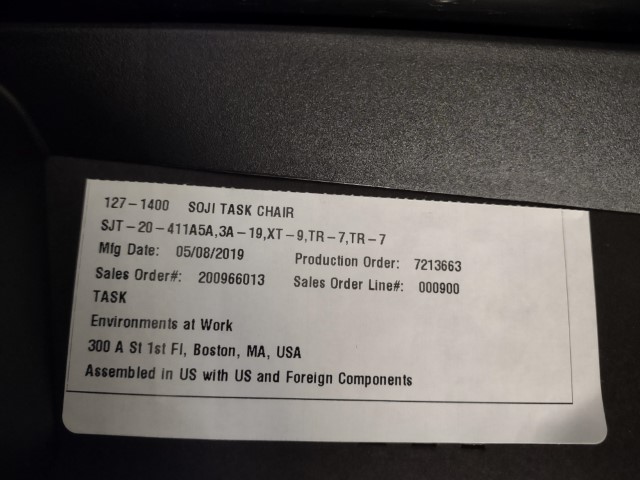 127-1400 SOJI TASK CHAIR
SJT-20-411A5A,3A-19,XT-9,TR-7,TR-7
Mfg Date: 05/08/2019 Production Order: 7213663
Sales Order#: 200966013 Sales Order Line#: 000900
TASK
Environments at Work
300 A St 1st Fl, Boston, MA, USA
Assembled in US with US and Foreign Components